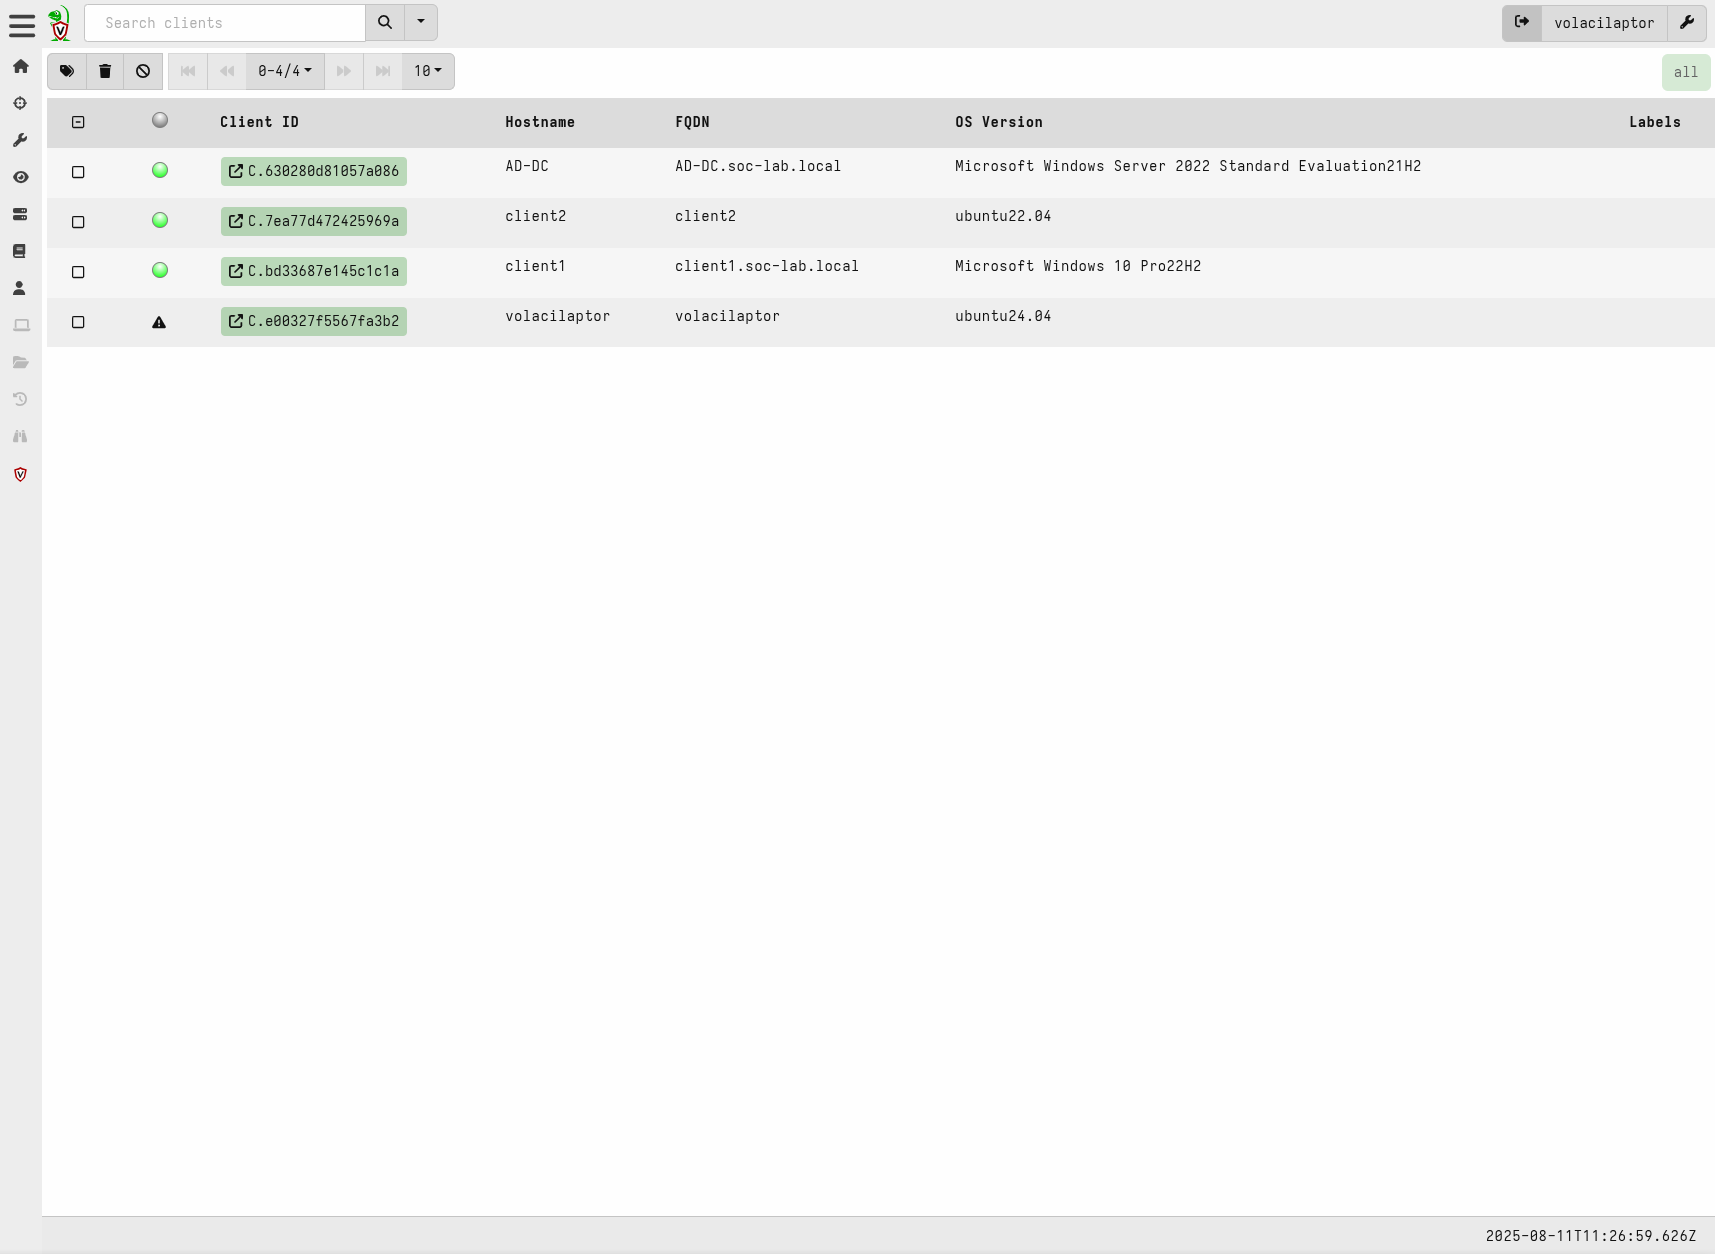 Search clients
volacilaptor
0-4/4
10
all
Client ID Hostname FQDN OS Version Labels
C.630280d81057a086 AD-DC AD-DC.soc-lab.local Microsoft Windows Server 2022 Standard Evaluation21H2
C.7ea77d472425969a client2 client2 ubuntu22.04
C.bd33687e145c1c1a client1 client1.soc-lab.local Microsoft Windows 10 Pro22H2
C.e00327f5567fa3b2 volacilaptor volacilaptor ubuntu24.04
2025-08-11T11:26:59.626Z